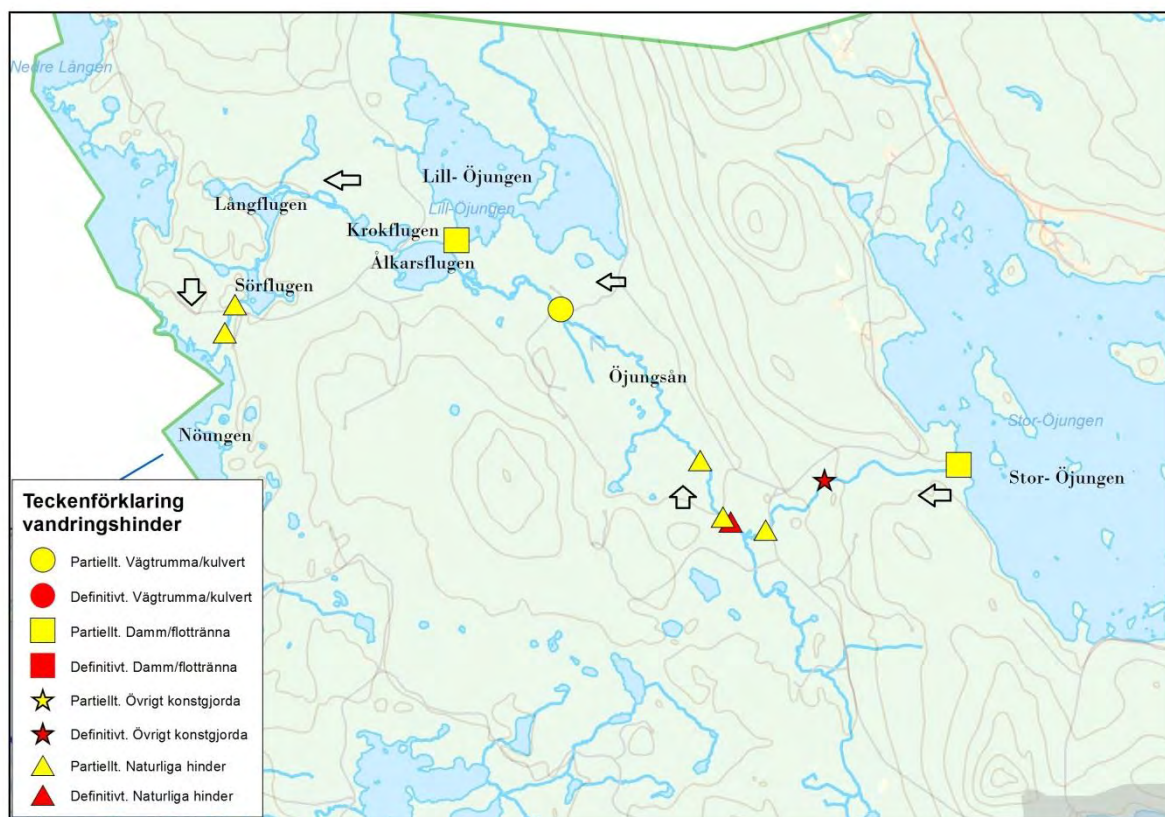 Nedre Lången
Lill- Öjungen
Långflugen
Lill-Öjungen
Krokflugen
Ålkarsflugen
Sörflugen
Öjungsån
Stor-Öjungen
Nöungen
Stor- Öjungen
Teckenförklaring
vandringshinder
Partiellt. Vägtrumma/kulvert
Definitivt. Vägtrumma/kulvert
Partiellt. Damm/flottränna
Definitivt. Damm/flottränna
Partiellt. Övrigt konstgjorda
Definitivt. Övrigt konstgjorda
Partiellt. Naturliga hinder
Definitivt. Naturliga hinder